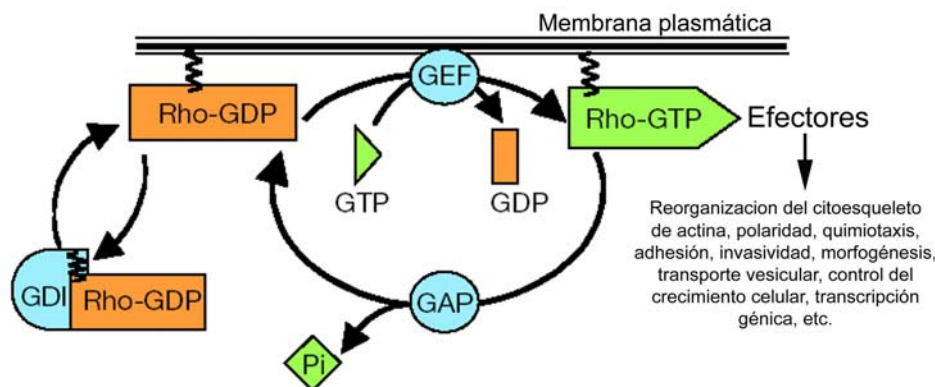 Membrana plasmática
GEF
Rho-GDP
Rho-GTP
Efectores
GTP
GDP
Reorganizacion del citoesqueleto
de actina, polaridad, quimiotaxis,
adhesión, invasividad, morfogénesis,
transporte vesicular, control del
crecimiento celular, transcripción
génica, etc.
GDI
Rho-GDP
GAP
Pi